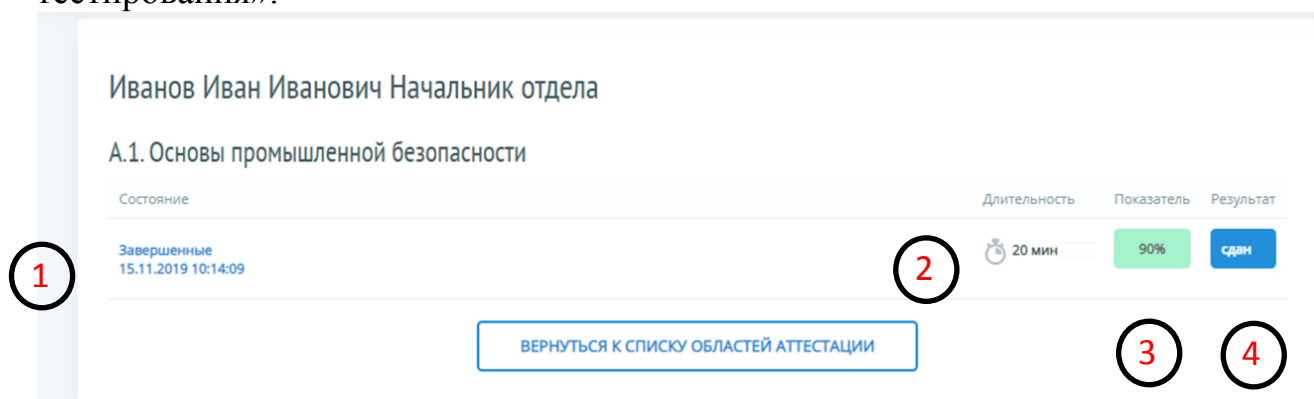 тестирования».
Иванов Иван Иванович Начальник отдела
А.1. Основы промышленной безопасности
Состояние Длительность Показатель Результат
Завершенные
15.11.2019 10:14:09
1
2
20 мин 90% сдан
ВЕРНУТЬСЯ К СПИСКУ ОБЛАСТЕЙ АТТЕСТАЦИИ
3
4